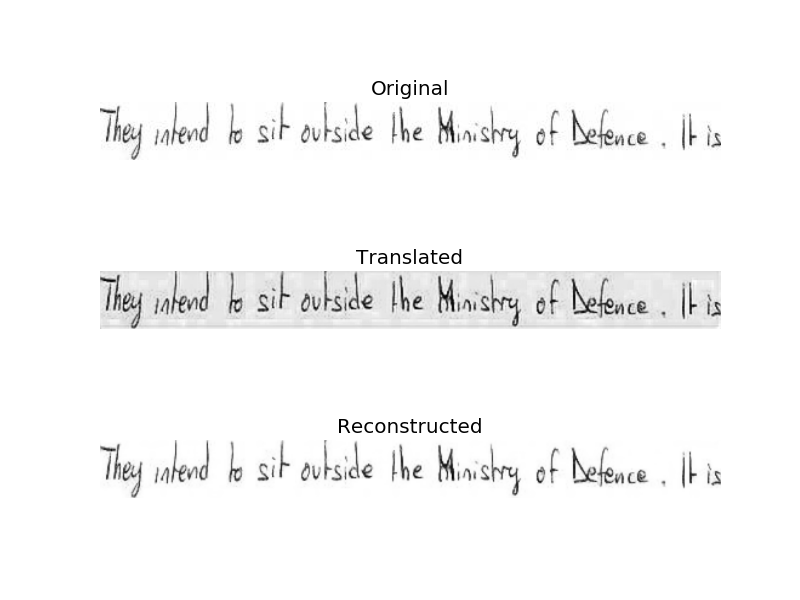 Original
They intend to sit outside the Ministry of Defence. It is
Translated
They intend to sit outside the Ministry of Defence. It is
Reconstructed
They intend to sit outside the Ministry of Defence. It is